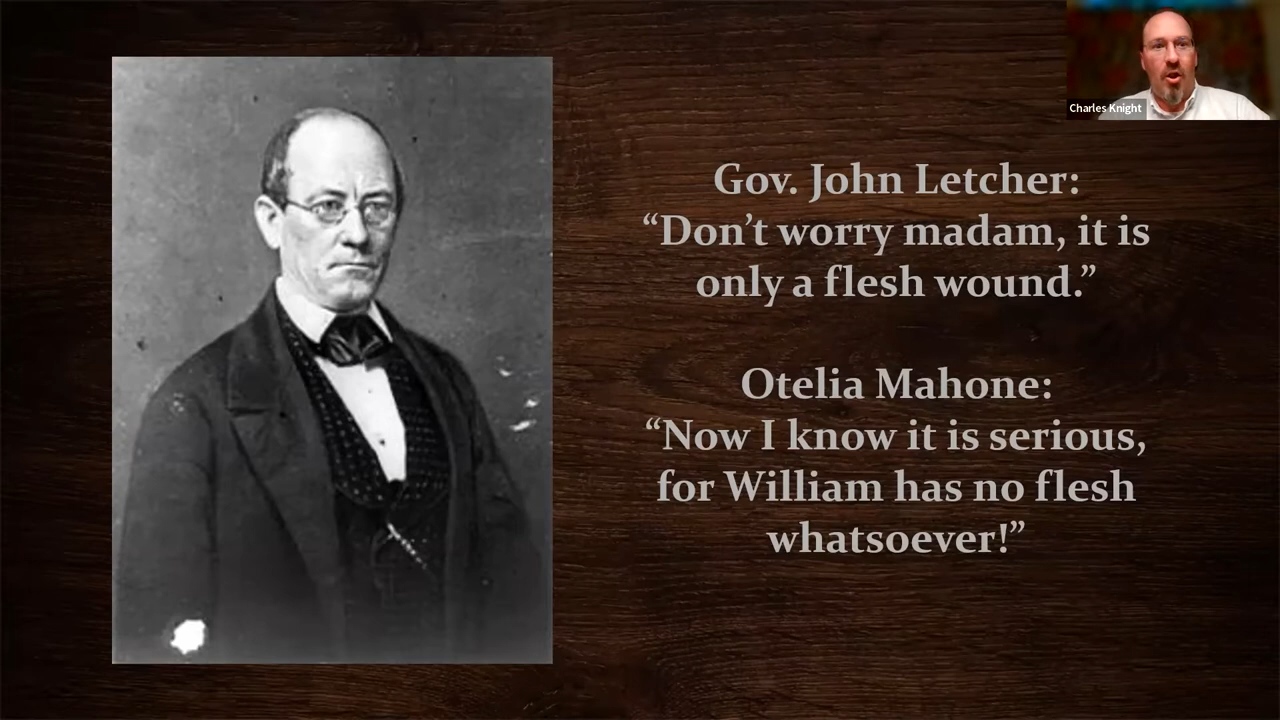 Charles Knight
Gov. John Letcher:
“Don’t worry madam, it is
only a flesh wound.”
Otelia Mahone:
“Now I know it is serious,
for William has no flesh
whatsoever!”